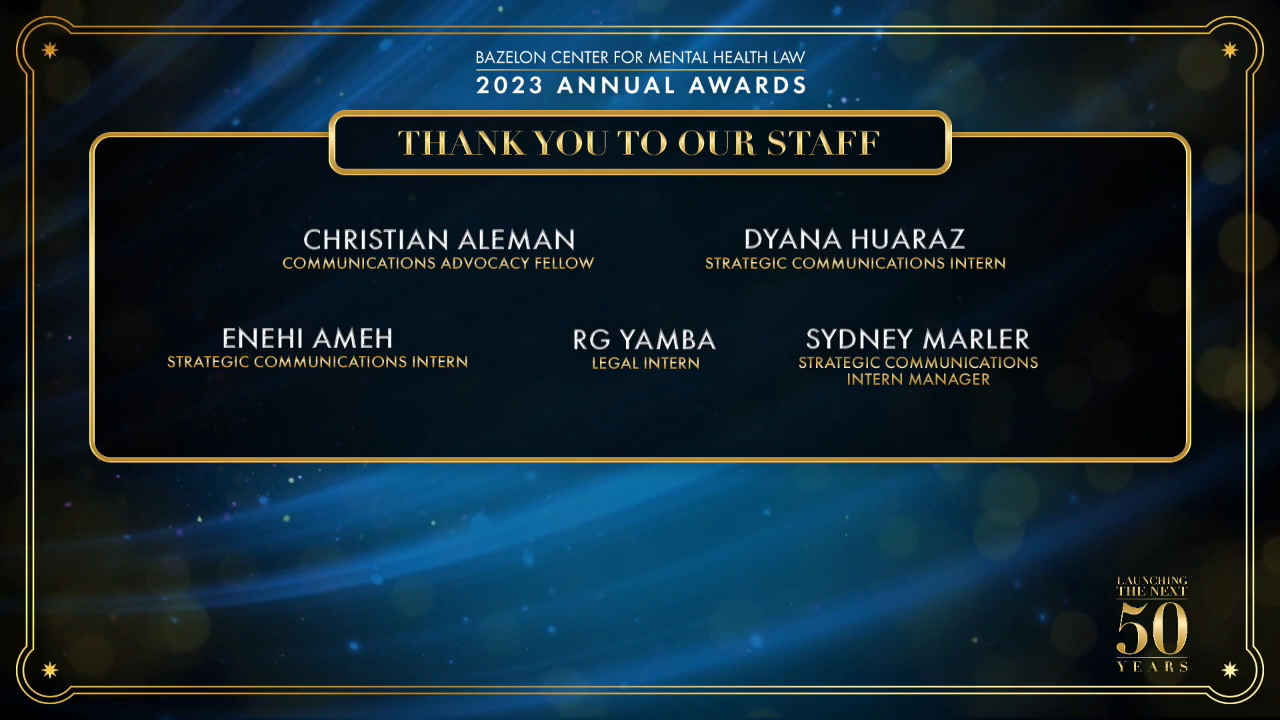 BAZELON CENTER FOR MENTAL HEALTH LAW
2023 ANNUAL AWARDS
THANK YOU TO OUR STAFF
CHRISTIAN ALEMAN
COMMUNICATIONS ADVOCACY FELLOW
DYANA HUARAZ
STRATEGIC COMMUNICATIONS INTERN
ENEHI AMEH
STRATEGIC COMMUNICATIONS INTERN
RG YAMBA
LEGAL INTERN
SYDNEY MARLER
STRATEGIC COMMUNICATIONS
INTERN MANAGER
LAUNCHING
THE NEXT
50
YEARS